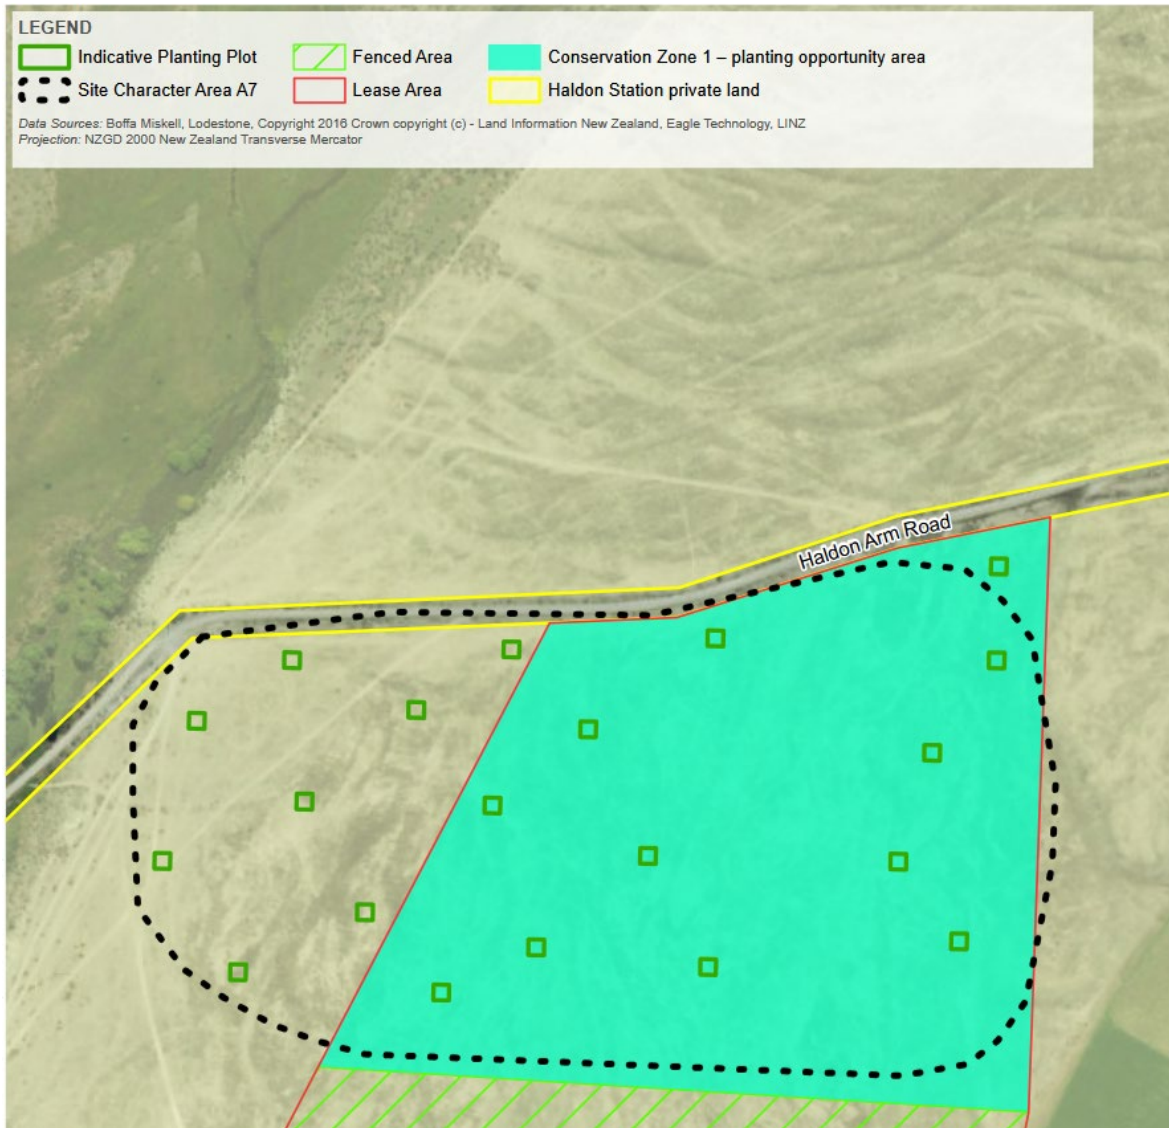 LEGEND
Indicative Planting Plot
Fenced Area
Conservation Zone 1 – planting opportunity area
Site Character Area A7
Lease Area
Haldon Station private land
Data Sources: Boffa Miskell, Lodestone, Copyright 2016 Crown copyright (c) - Land Information New Zealand, Eagle Technology, LINZ
Projection: NZGD 2000 New Zealand Transverse Mercator
Haldon Arm Road